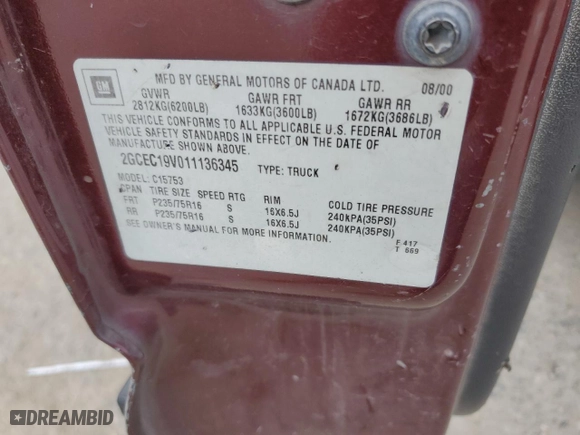 GM
MFD BY GENERAL MOTORS OF CANADA LTD. 08/00
GVWR GAWR FRT GAWR RR
2812KG(6200LB) 1633KG(3600LB) 1672KG(3686LB)
THIS VEHICLE CONFORMS TO ALL APPLICABLE U.S. FEDERAL MOTOR
VEHICLE SAFETY STANDARDS IN EFFECT ON THE DATE OF
MANUFACTURE SHOWN ABOVE.
2GCEC19V011136345 TYPE: TRUCK
MODEL: C15753
SPAN TIRE SIZE SPEED RTG RIM COLD TIRE PRESSURE
FRT P235/75R16 S 16X6.5J 240KPA(35PSI)
RR P235/75R16 S 16X6.5J 240KPA(35PSI)
SEE OWNER'S MANUAL FOR MORE INFORMATION.
F 417
T 669
DREAMBID